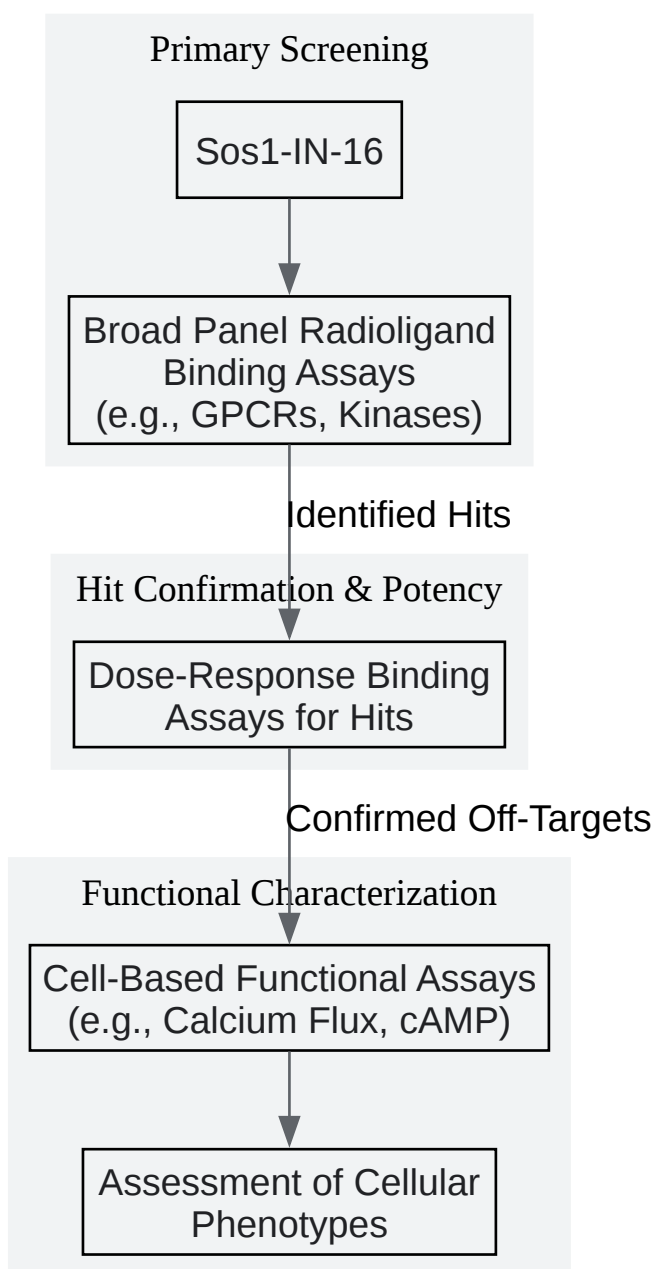 Primary Screening
Sos1-IN-16
Broad Panel Radioligand
Binding Assays
(e.g., GPCRs, Kinases)
Identified Hits
Hit Confirmation & Potency
Dose-Response Binding
Assays for Hits
Confirmed Off-Targets
Functional Characterization
Cell-Based Functional Assays
(e.g., Calcium Flux, cAMP)
Assessment of Cellular
Phenotypes